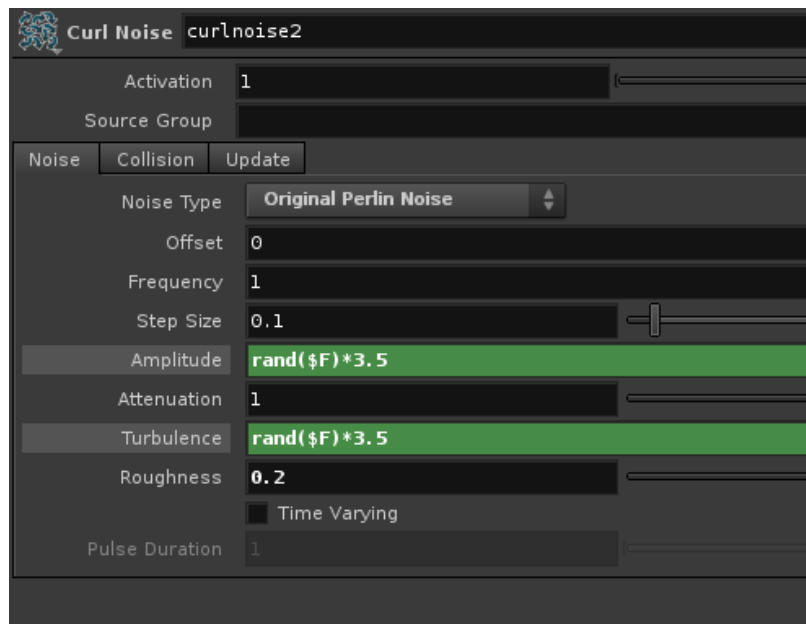 Curl Noise curlnoise2
Activation 1
Source Group
Noise Collision Update
Noise Type Original Perlin Noise
Offset 0
Frequency 1
Step Size 0.1
Amplitude rand($F)*3.5
Attenuation 1
Turbulence rand($F)*3.5
Roughness 0.2
Time Varying
Pulse Duration 1